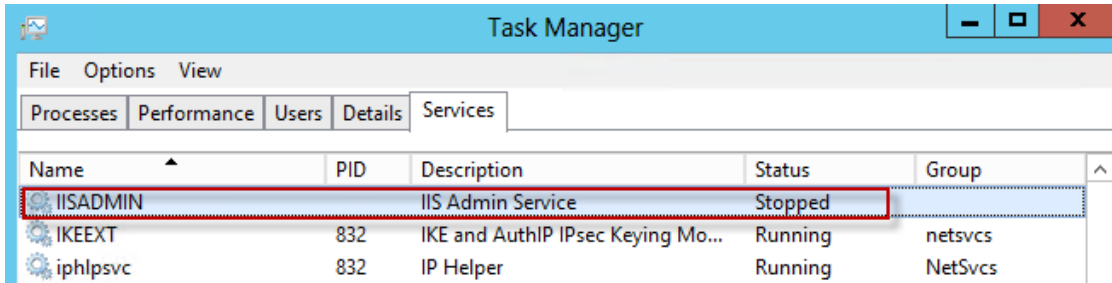 Task Manager
File Options View
Processes Performance Users Details Services
Name PID Description Status Group
IISADMIN IIS Admin Service Stopped
IKEEXT 832 IKE and AuthIP IPsec Keying Mo... Running netsvcs
iphlpsvc 832 IP Helper Running NetSvcs